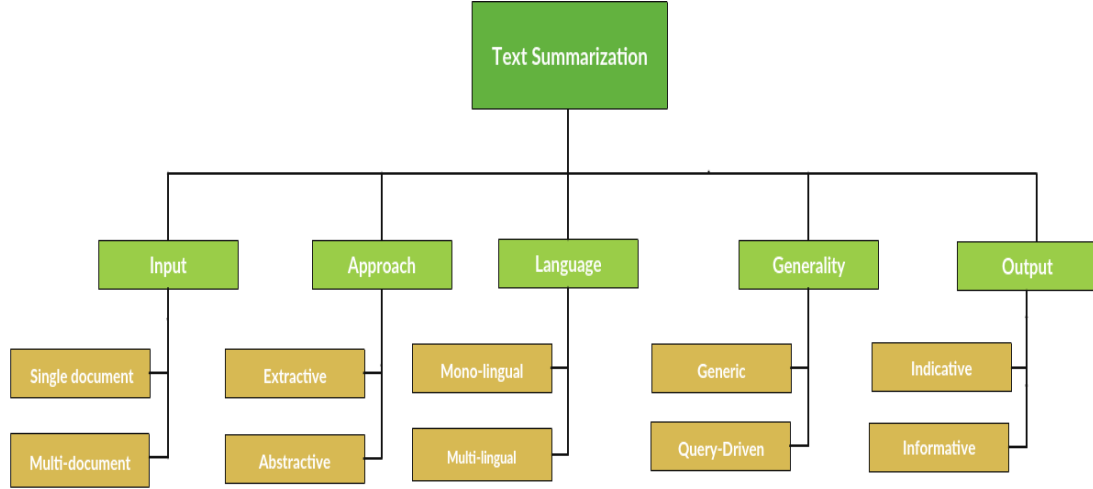 Text Summarization
Input
Approach
Language
Generality
Output
Single document
Extractive
Mono-lingual
Generic
Indicative
Multi-document
Abstractive
Multi-lingual
Query-Driven
Informative